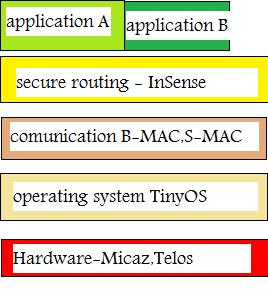 application A
application B
secure routing - InSense
comunication B-MAC,S-MAC
operating system TinyOS
Hardware-Micaz,Telos